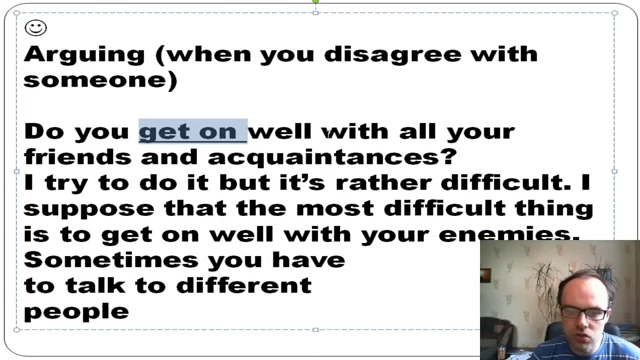 Arguing (when you disagree with
someone)
Do you get on well with all your
friends and acquaintances?
I try to do it but it's rather difficult. I
suppose that the most difficult thing
is to get on well with your enemies.
Sometimes you have
to talk to different
people